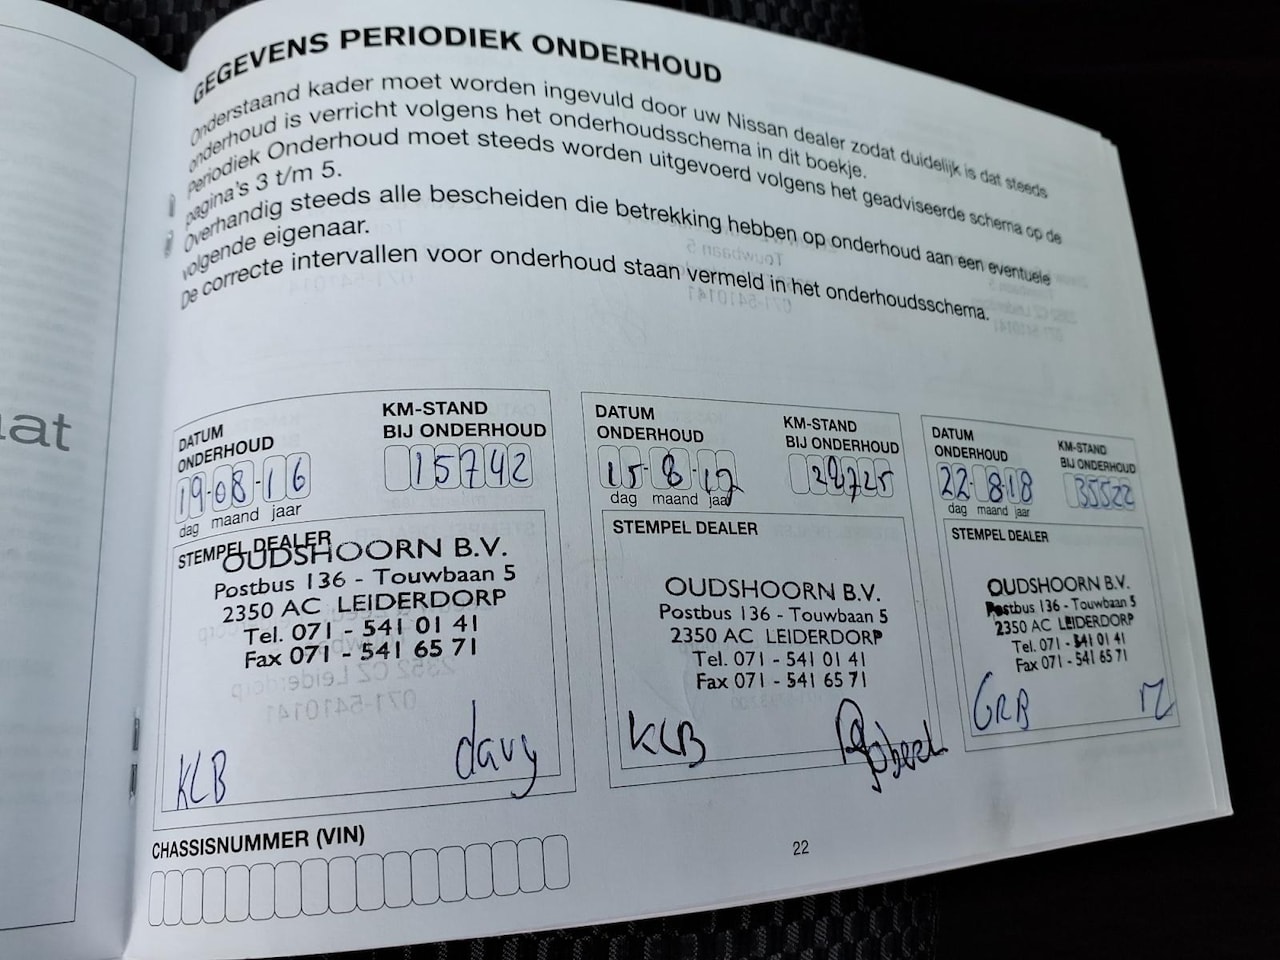 aat
GEGEVENS PERIODIEK ONDERHOUD
Onderstaand kader moet worden ingevuld door uw Nissan dealer zodat duidelijk is dat steeds
onderhoud is verricht volgens het onderhoudsschema in dit boekje.
Periodiek Onderhoud moet steeds worden uitgevoerd volgens het geadviseerde schema op de
pagina's 3 t/m 5.
Overhandig steeds alle bescheiden die betrekking hebben op onderhoud aan een eventuele
volgende eigenaar.
De correcte intervallen voor onderhoud staan vermeld in het onderhoudsschema.
DATUM
ONDERHOUD
KM-STAND
BIJ ONDERHOUD
19-08-16
15742
dag maand jaar
STEMPEL DEALER
OUDSHOORN B.V.
Postbus 136 - Touwbaan 5
2350 AC LEIDERDORP
Tel. 071 - 541 01 41
Fax 071 - 541 65 71
KLB
davy
DATUM
ONDERHOUD
KM-STAND
BIJ ONDERHOUD
15-8-17
28725
dag maand jaar
STEMPEL DEALER
OUDSHOORN B.V.
Postbus 136 - Touwbaan 5
2350 AC LEIDERDORP
Tel. 071 - 541 01 41
Fax 071 - 541 65 71
KLB
DATUM
ONDERHOUD
KM-STAND
BIJ ONDERHOUD
22-8-18
35522
dag maand jaar
STEMPEL DEALER
OUDSHOORN B.V.
Postbus 136 - Touwbaan 5
2350 AC LEIDERDORP
Tel. 071 - 541 01 41
Fax 071 - 541 65 71
GRB
CHASSISNUMMER (VIN)
22